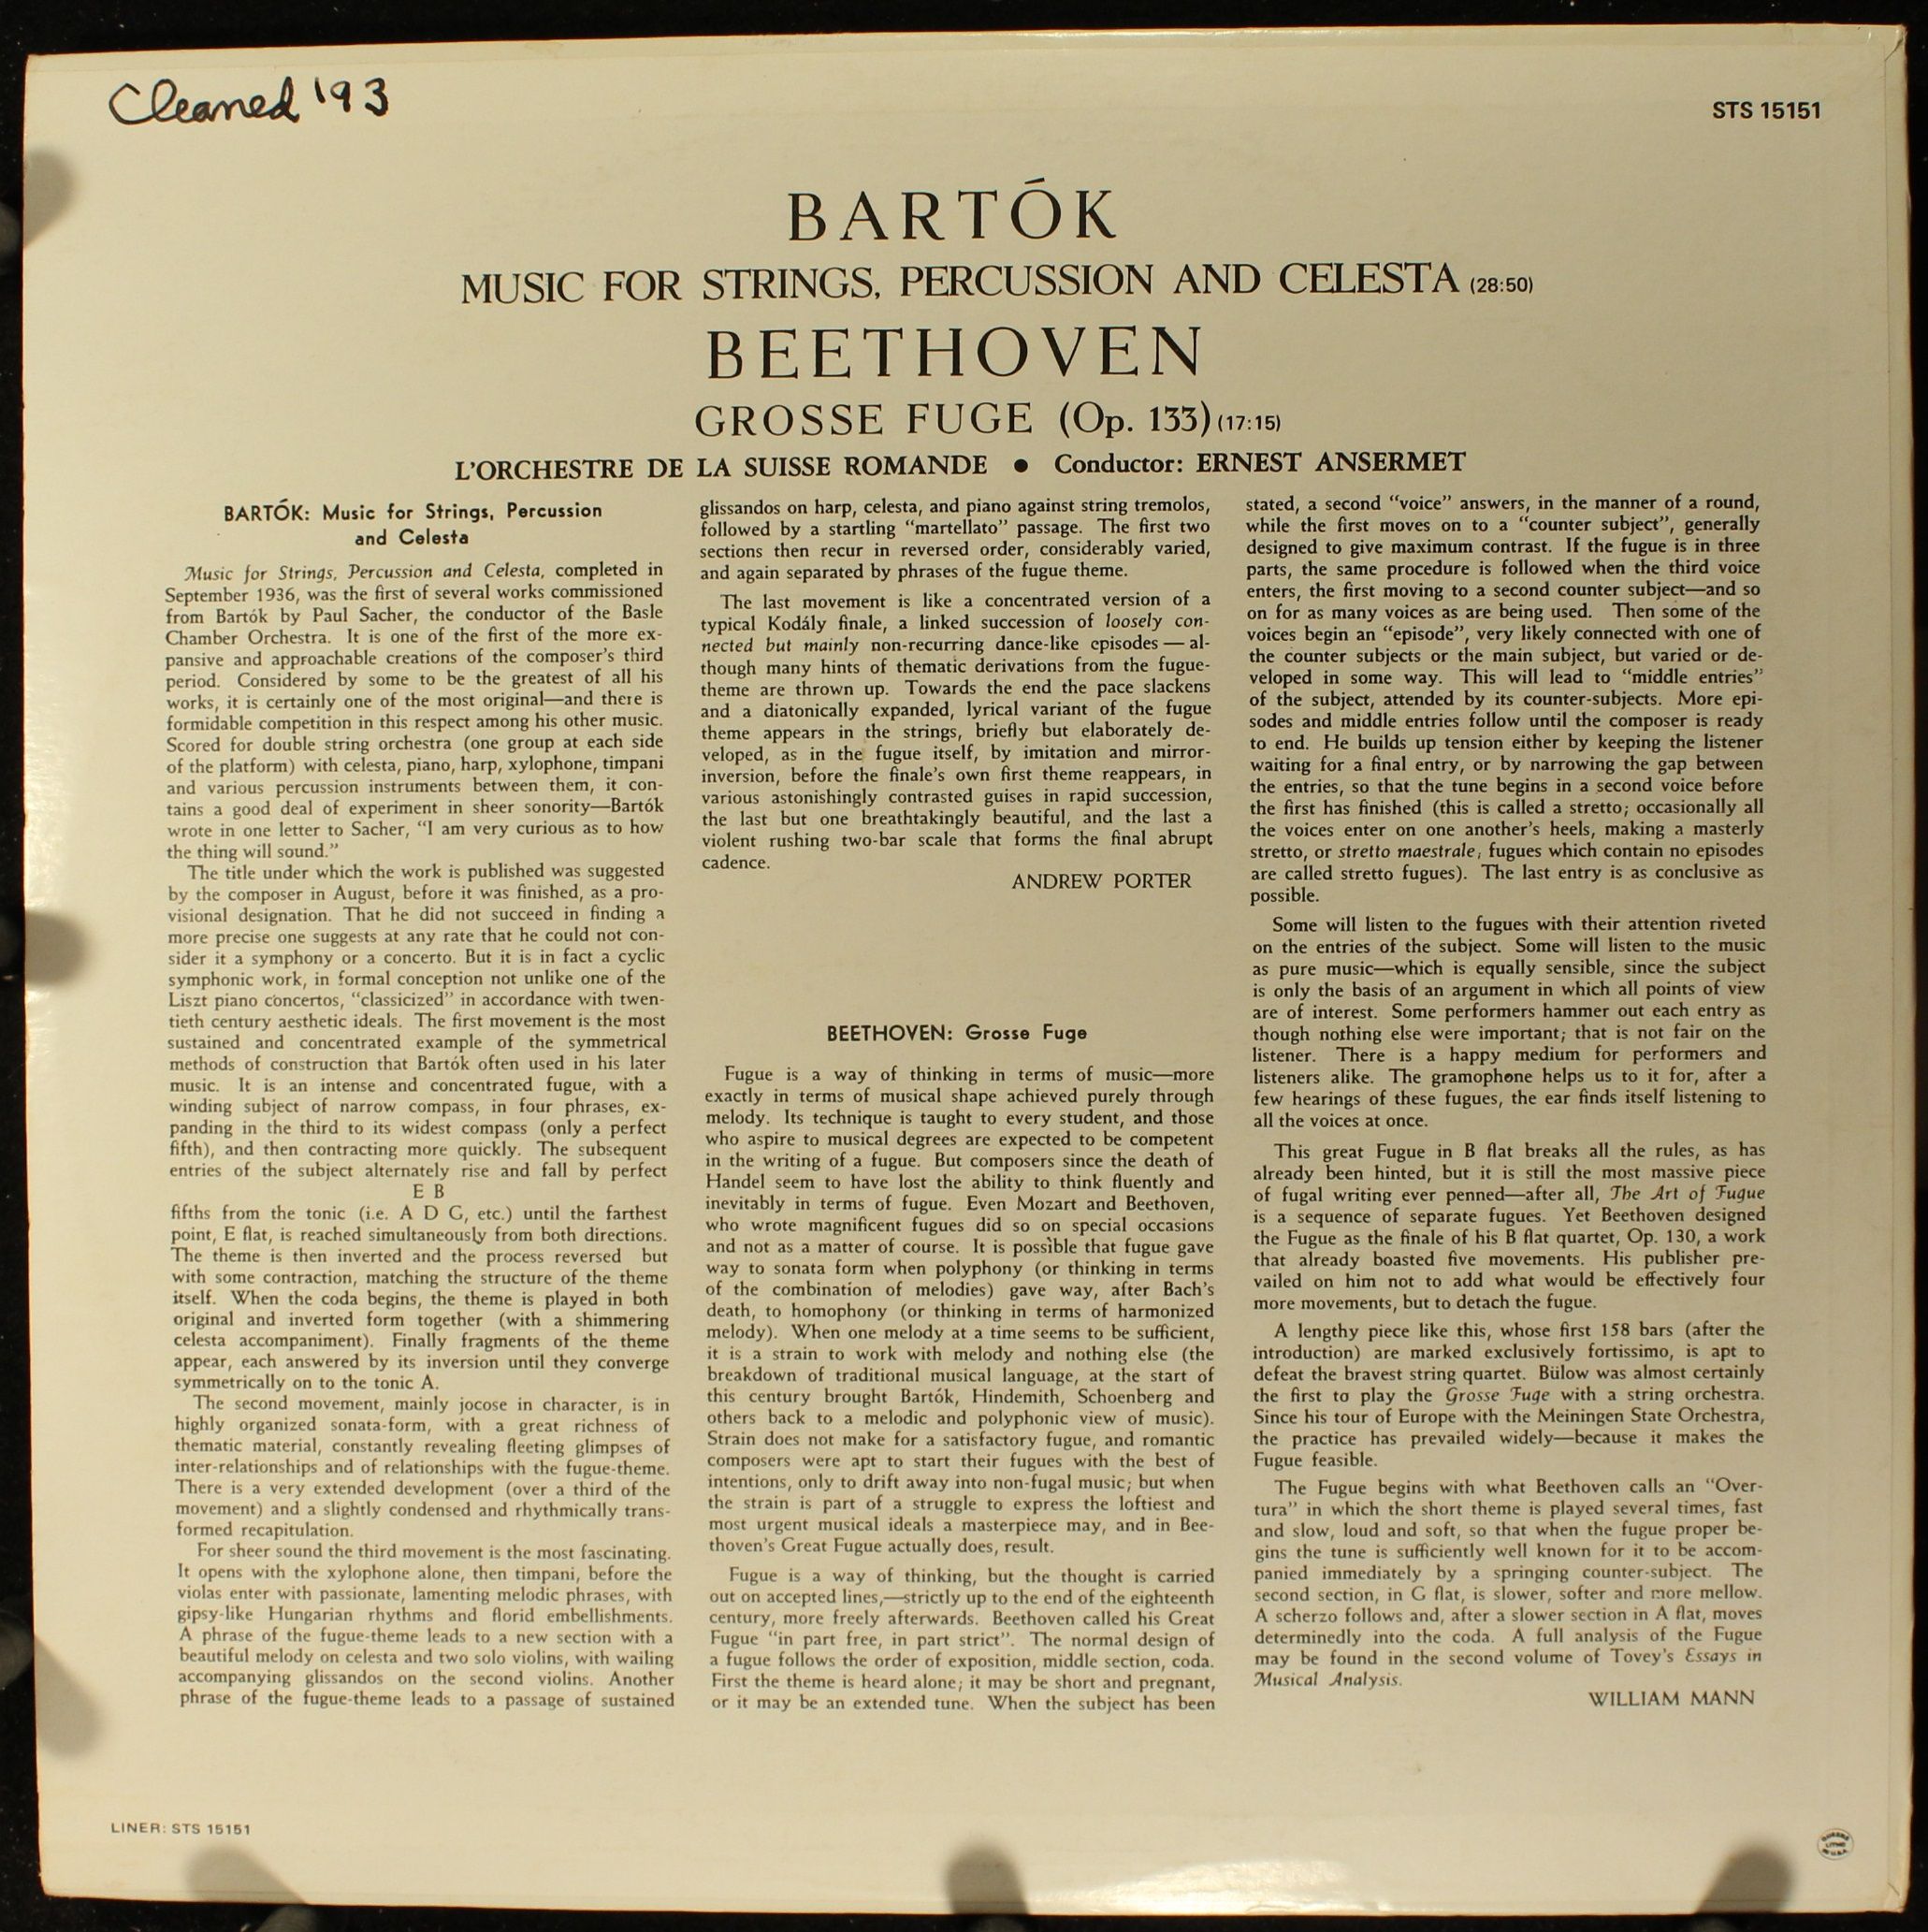 Cleaned '93
STS 15151
BARTÓK
MUSIC FOR STRINGS, PERCUSSION AND CELESTA (28:50)
BEETHOVEN
GROSSE FUGE (Op. 133) (17:15)
L'ORCHESTRE DE LA SUISSE ROMANDE • Conductor: ERNEST ANSERMET
BARTÓK: Music for Strings, Percussion
and Celesta
Music for Strings, Percussion and Celesta, completed in
September 1936, was the first of several works commissioned
from Bartók by Paul Sacher, the conductor of the Basle
Chamber Orchestra. It is one of the first of the more ex-
pansive and approachable creations of the composer's third
period. Considered by some to be the greatest of all his
works, it is certainly one of the most original—and there is
formidable competition in this respect among his other music.
Scored for double string orchestra (one group at each side
of the platform) with celesta, piano, harp, xylophone, timpani
and various percussion instruments between them, it con-
tains a good deal of experiment in sheer sonority—Bartók
wrote in one letter to Sacher, "I am very curious as to how
the thing will sound."
The title under which the work is published was suggested
by the composer in August, before it was finished, as a pro-
visional designation. That he did not succeed in finding a
more precise one suggests at any rate that he could not con-
sider it a symphony or a concerto. But it is in fact a cyclic
symphonic work, in formal conception not unlike one of the
Liszt piano concertos, "classicized" in accordance with twen-
tieth century aesthetic ideals. The first movement is the most
sustained and concentrated example of the symmetrical
methods of construction that Bartók often used in his later
music. It is an intense and concentrated fugue, with a
winding subject of narrow compass, in four phrases, ex-
panding in the third to its widest compass (only a perfect
fifth), and then contracting more quickly. The subsequent
entries of the subject alternately rise and fall by perfect
E B
fifths from the tonic (i.e. A D G, etc.) until the farthest
point, E flat, is reached simultaneously from both directions.
The theme is then inverted and the process reversed but
with some contraction, matching the structure of the theme
itself. When the coda begins, the theme is played in both
original and inverted form together (with a shimmering
celesta accompaniment). Finally fragments of the theme
appear, each answered by its inversion until they converge
symmetrically on to the tonic A.
The second movement, mainly jocose in character, is in
highly organized sonata-form, with a great richness of
thematic material, constantly revealing fleeting glimpses of
inter-relationships and of relationships with the fugue-theme.
There is a very extended development (over a third of the
movement) and a slightly condensed and rhythmically trans-
formed recapitulation.
For sheer sound the third movement is the most fascinating.
It opens with the xylophone alone, then timpani, before the
violas enter with passionate, lamenting melodic phrases, with
gipsy-like Hungarian rhythms and florid embellishments.
A phrase of the fugue-theme leads to a new section with a
beautiful melody on celesta and two solo violins, with wailing
accompanying glissandos on the second violins. Another
phrase of the fugue-theme leads to a passage of sustained
glissandos on harp, celesta, and piano against string tremolos,
followed by a startling "martellato" passage. The first two
sections then recur in reversed order, considerably varied,
and again separated by phrases of the fugue theme.
The last movement is like a concentrated version of a
typical Kodály finale, a linked succession of loosely con-
nected but mainly non-recurring dance-like episodes — al-
though many hints of thematic derivations from the fugue-
theme are thrown up. Towards the end the pace slackens
and a diatonically expanded, lyrical variant of the fugue
theme appears in the strings, briefly but elaborately de-
veloped, as in the fugue itself, by imitation and mirror-
inversion, before the finale's own first theme reappears, in
various astonishingly contrasted guises in rapid succession,
the last but one breathtakingly beautiful, and the last a
violent rushing two-bar scale that forms the final abrupt
cadence.
ANDREW PORTER
BEETHOVEN: Grosse Fuge
Fugue is a way of thinking in terms of music—more
exactly in terms of musical shape achieved purely through
melody. Its technique is taught to every student, and those
who aspire to musical degrees are expected to be competent
in the writing of a fugue. But composers since the death of
Handel seem to have lost the ability to think fluently and
inevitably in terms of fugue. Even Mozart and Beethoven,
who wrote magnificent fugues did so on special occasions
and not as a matter of course. It is possible that fugue gave
way to sonata form when polyphony (or thinking in terms
of the combination of melodies) gave way, after Bach's
death, to homophony (or thinking in terms of harmonized
melody). When one melody at a time seems to be sufficient,
it is a strain to work with melody and nothing else (the
breakdown of traditional musical language, at the start of
this century brought Bartók, Hindemith, Schoenberg and
others back to a melodic and polyphonic view of music).
Strain does not make for a satisfactory fugue, and romantic
composers were apt to start their fugues with the best of
intentions, only to drift away into non-fugal music; but when
the strain is part of a struggle to express the loftiest and
most urgent musical ideals a masterpiece may, and in Bee-
thoven's Great Fugue actually does, result.
Fugue is a way of thinking, but the thought is carried
out on accepted lines,—strictly up to the end of the eighteenth
century, more freely afterwards. Beethoven called his Great
Fugue "in part free, in part strict". The normal design of
a fugue follows the order of exposition, middle section, coda.
First the theme is heard alone; it may be short and pregnant,
or it may be an extended tune. When the subject has been
stated, a second "voice" answers, in the manner of a round,
while the first moves on to a "counter subject", generally
designed to give maximum contrast. If the fugue is in three
parts, the same procedure is followed when the third voice
enters, the first moving to a second counter subject—and so
on for as many voices as are being used. Then some of the
voices begin an "episode", very likely connected with one of
the counter subjects or the main subject, but varied or de-
veloped in some way. This will lead to "middle entries"
of the subject, attended by its counter-subjects. More epi-
sodes and middle entries follow until the composer is ready
to end. He builds up tension either by keeping the listener
waiting for a final entry, or by narrowing the gap between
the entries, so that the tune begins in a second voice before
the first has finished (this is called a stretto; occasionally all
the voices enter on one another's heels, making a masterly
stretto, or stretto maestrale; fugues which contain no episodes
are called stretto fugues). The last entry is as conclusive as
possible.
Some will listen to the fugues with their attention riveted
on the entries of the subject. Some will listen to the music
as pure music—which is equally sensible, since the subject
is only the basis of an argument in which all points of view
are of interest. Some performers hammer out each entry as
though nothing else were important; that is not fair on the
listener. There is a happy medium for performers and
listeners alike. The gramophone helps us to it for, after a
few hearings of these fugues, the ear finds itself listening to
all the voices at once.
This great Fugue in B flat breaks all the rules, as has
already been hinted, but it is still the most massive piece
of fugal writing ever penned—after all, The Art of Fugue
is a sequence of separate fugues. Yet Beethoven designed
the Fugue as the finale of his B flat quartet, Op. 130, a work
that already boasted five movements. His publisher pre-
vailed on him not to add what would be effectively four
more movements, but to detach the fugue.
A lengthy piece like this, whose first 158 bars (after the
introduction) are marked exclusively fortissimo, is apt to
defeat the bravest string quartet. Bülow was almost certainly
the first to play the Grosse Fuge with a string orchestra.
Since his tour of Europe with the Meiningen State Orchestra,
the practice has prevailed widely—because it makes the
Fugue feasible.
The Fugue begins with what Beethoven calls an "Over-
tura" in which the short theme is played several times, fast
and slow, loud and soft, so that when the fugue proper be-
gins the tune is sufficiently well known for it to be accom-
panied immediately by a springing counter-subject. The
second section, in G flat, is slower, softer and more mellow.
A scherzo follows and, after a slower section in A flat, moves
determinedly into the coda. A full analysis of the Fugue
may be found in the second volume of Tovey's Essays in
Musical Analysis.
WILLIAM MANN
LINER: STS 15151